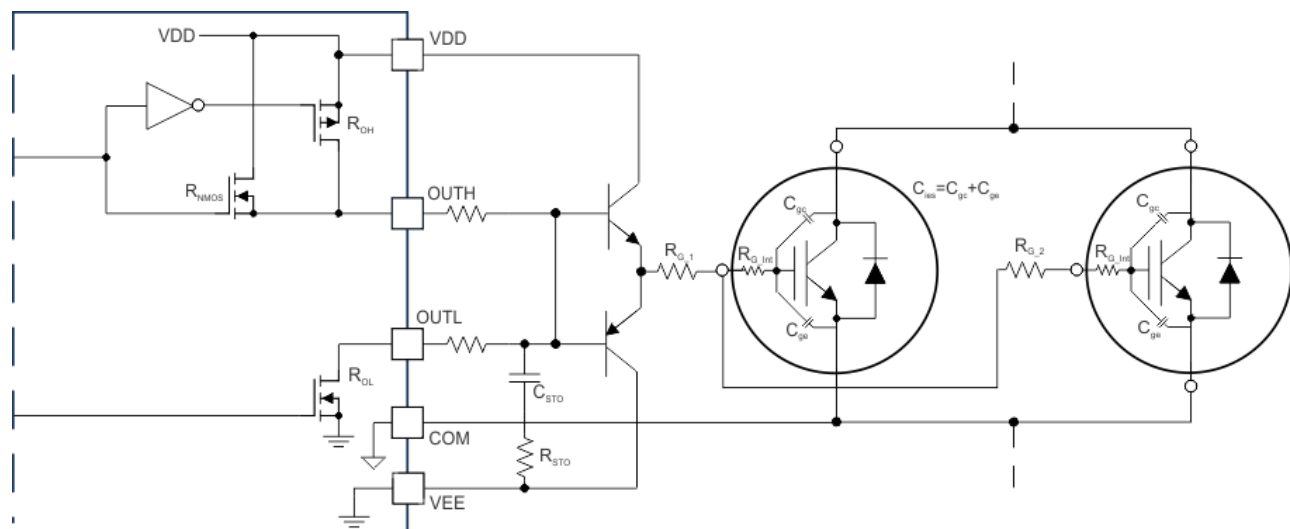 VDD
VDD
R_OH
R_NMOS
OUTH
C_ies=C_gc+C_ge
C_gc
C_gc
R_G_1
R_G_Int
R_G_2
R_G_Int
C_ge
C_ge
OUTL
R_OL
C_STO
COM
R_STO
VEE